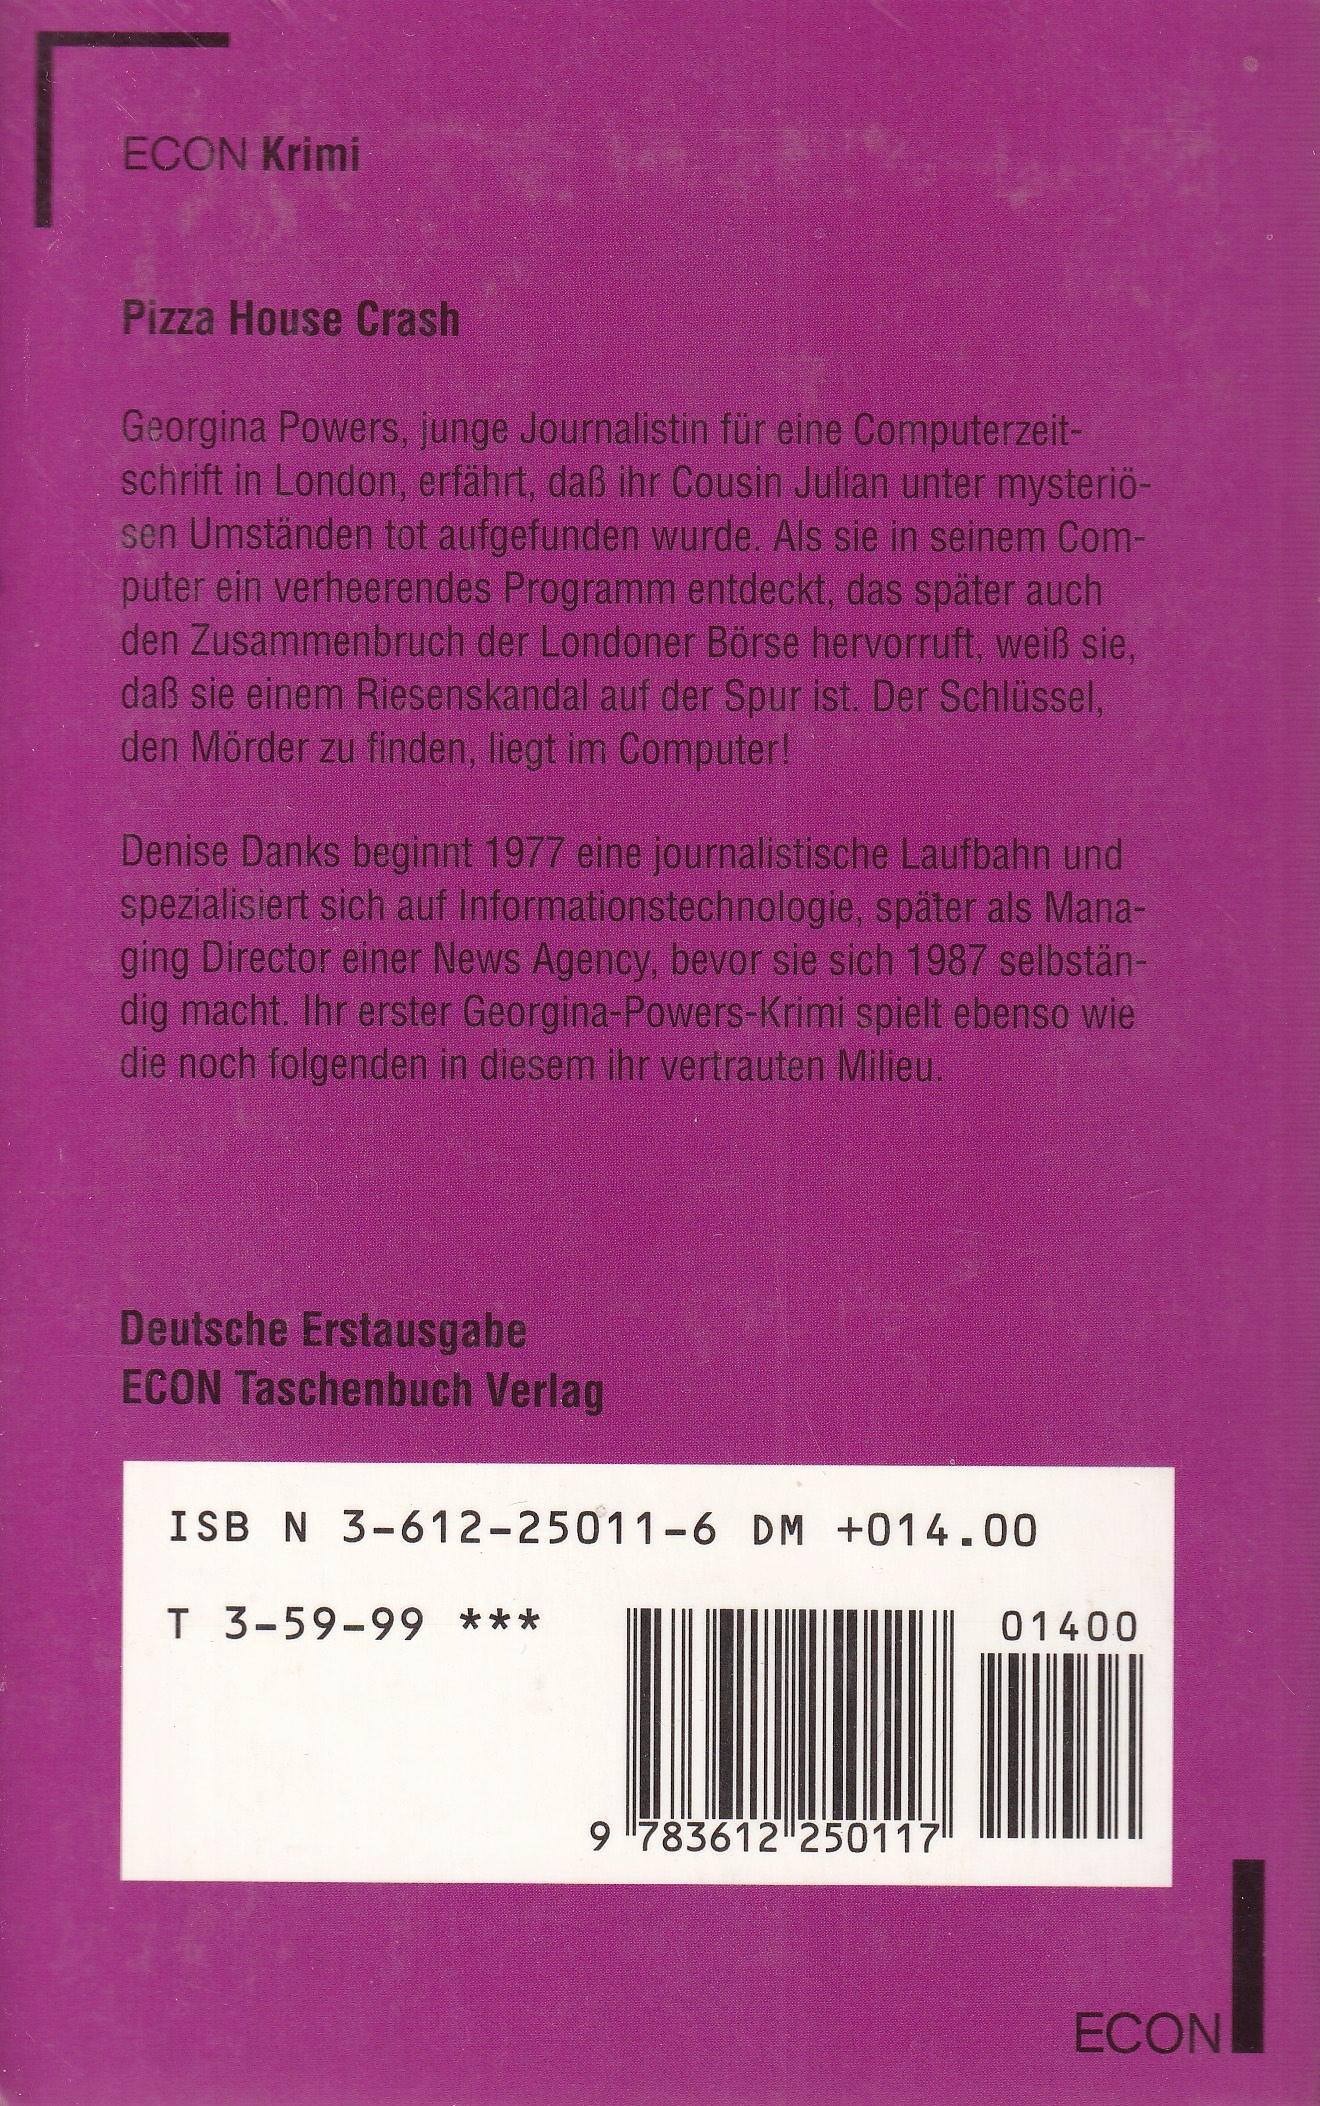 ECON Krimi
Pizza House Crash
Georgina Powers, junge Journalistin für eine Computerzeit-
schrift in London, erfährt, daß ihr Cousin Julian unter mysteriö-
sen Umständen tot aufgefunden wurde. Als sie in seinem Com-
puter ein verheerendes Programm entdeckt, das später auch
den Zusammenbruch der Londoner Börse hervorruft, weiß sie,
daß sie einem Riesenskandal auf der Spur ist. Der Schlüssel,
den Mörder zu finden, liegt im Computer!
Denise Danks beginnt 1977 eine journalistische Laufbahn und
spezialisiert sich auf Informationstechnologie, später als Mana-
ging Director einer News Agency, bevor sie sich 1987 selbstän-
dig macht. Ihr erster Georgina-Powers-Krimi spielt ebenso wie
die noch folgenden in diesem ihr vertrauten Milieu.
Deutsche Erstausgabe
ECON Taschenbuch Verlag
ISB N 3-612-25011-6 DM +014.00
T 3-59-99 ***
01400
9 783612 250117
ECON